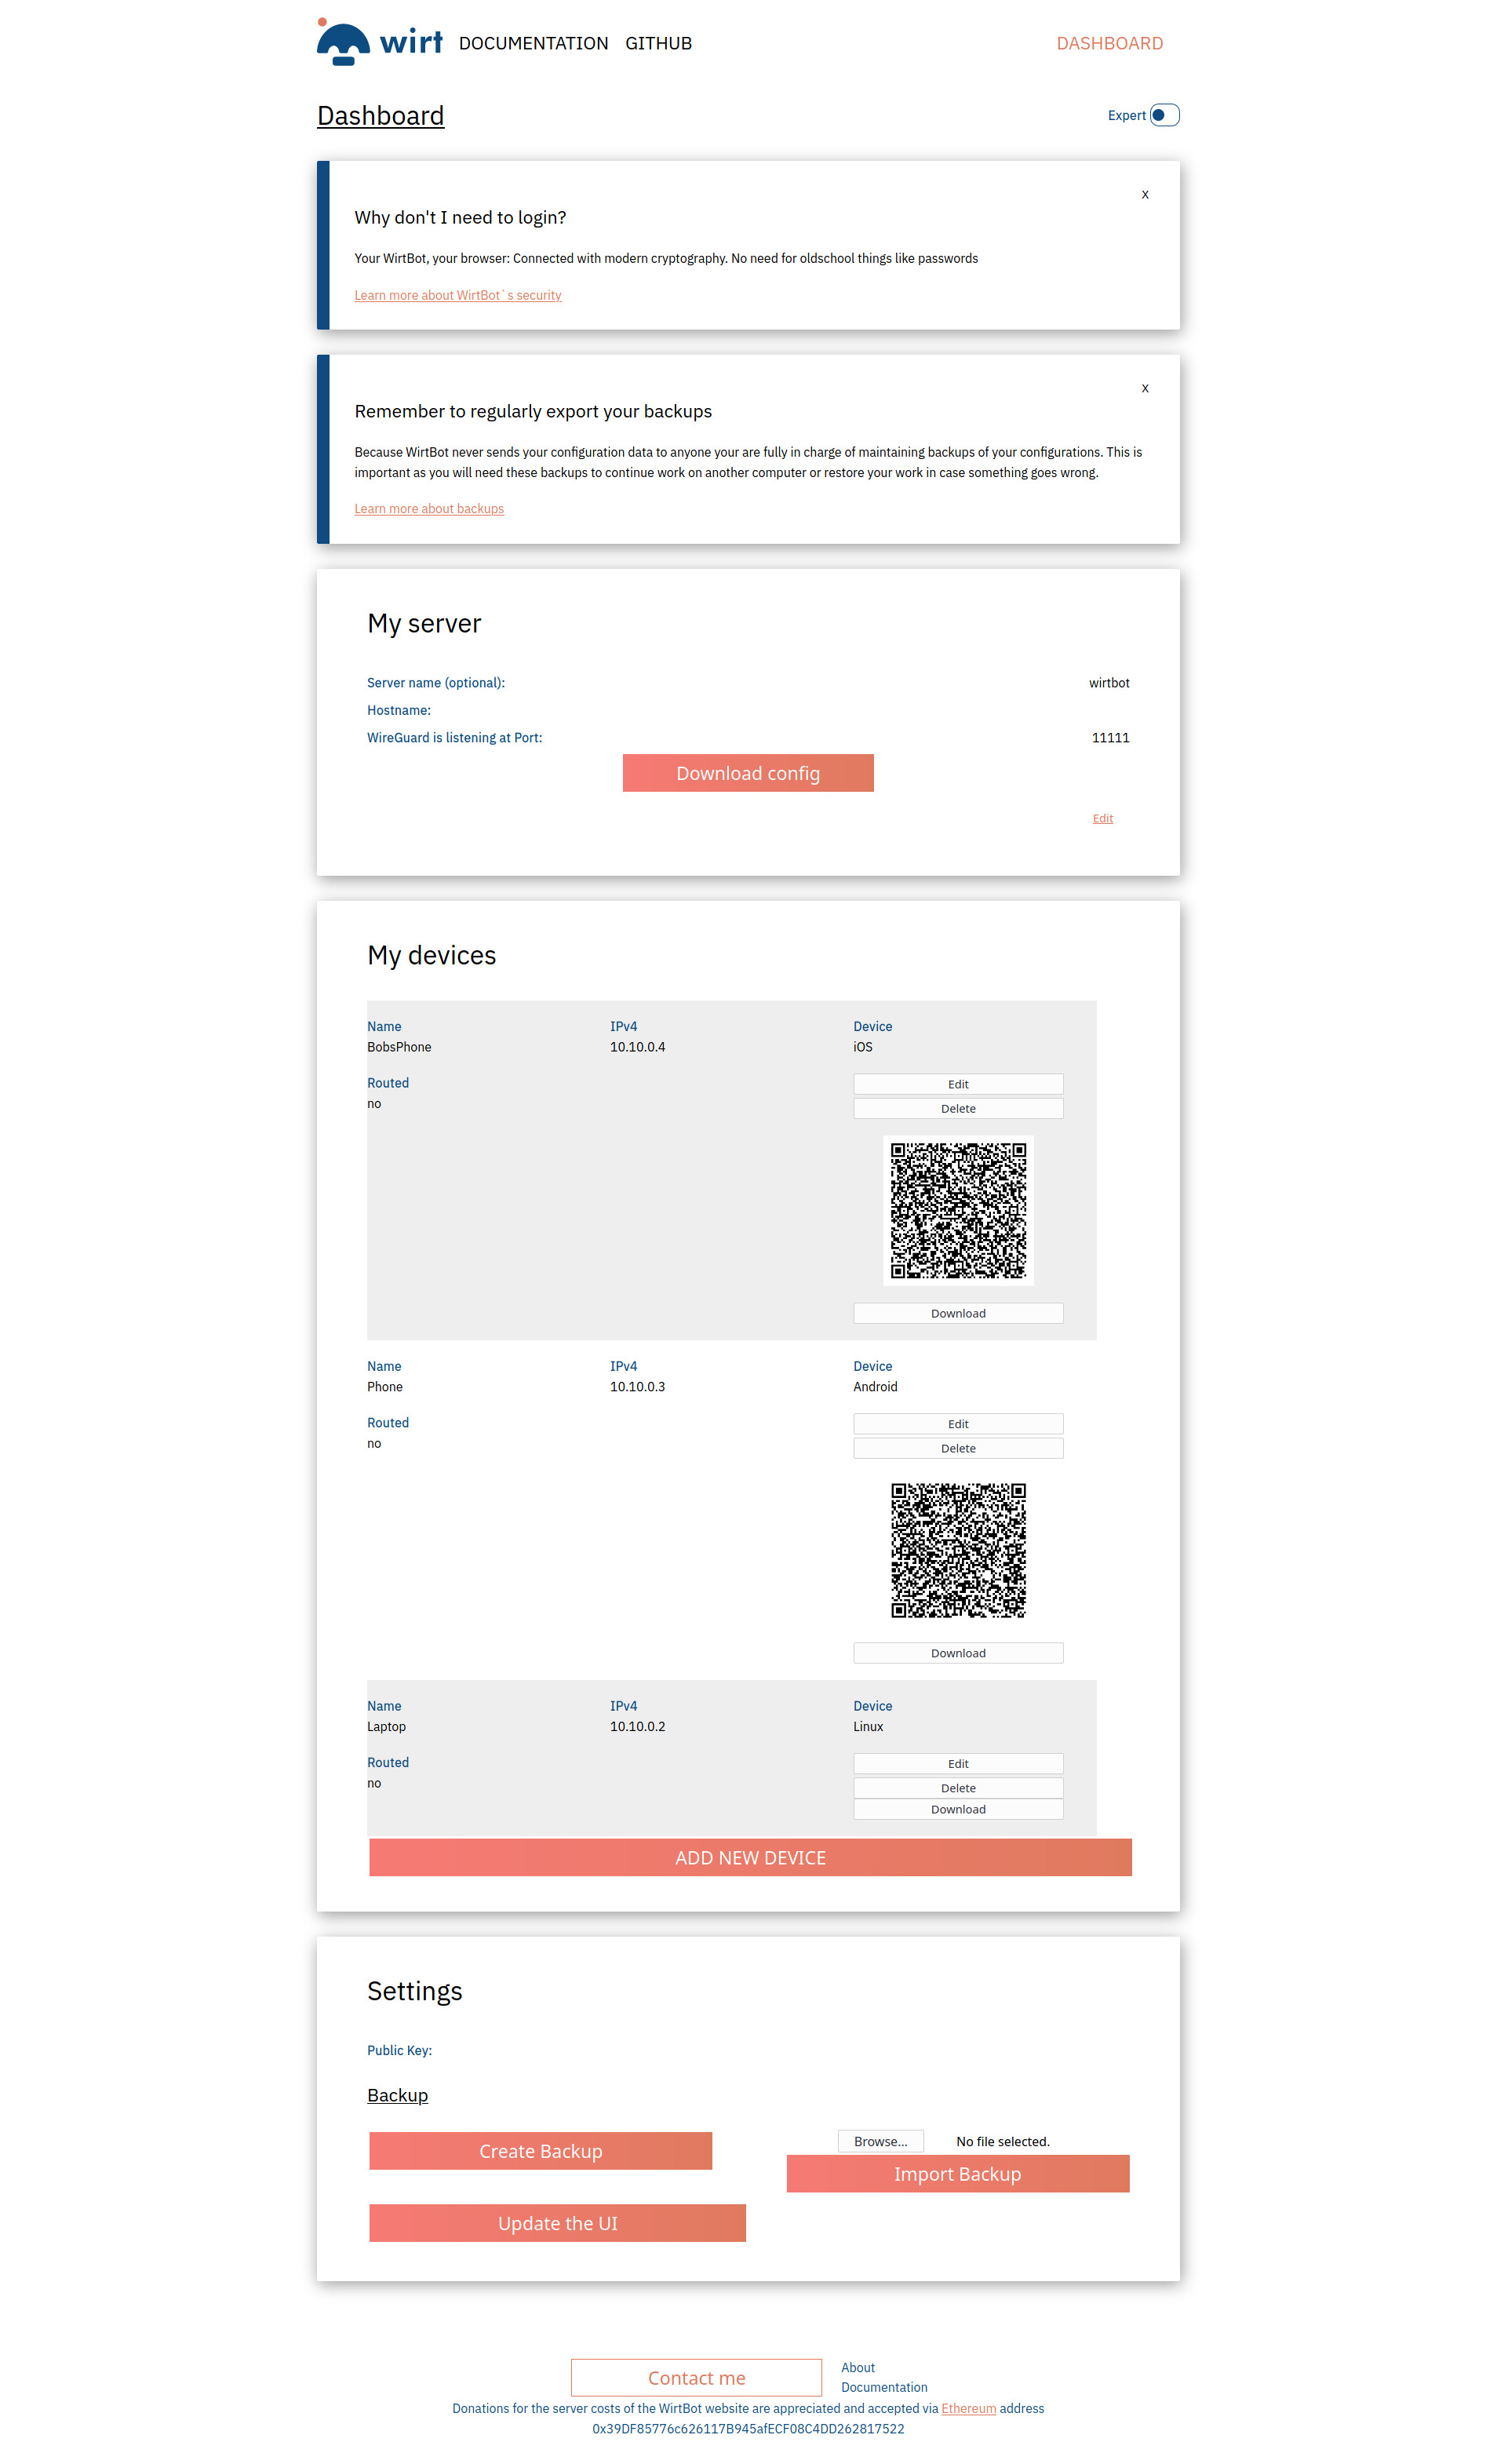 wirt DOCUMENTATION GITHUB DASHBOARD
Dashboard Expert
x
Why don't I need to login?
Your WirtBot, your browser: Connected with modern cryptography. No need for oldschool things like passwords
Learn more about WirtBot`s security
x
Remember to regularly export your backups
Because WirtBot never sends your configuration data to anyone your are fully in charge of maintaining backups of your configurations. This is
important as you will need these backups to continue work on another computer or restore your work in case something goes wrong.
Learn more about backups
My server
Server name (optional): wirtbot
Hostname:
WireGuard is listening at Port: 11111
Download config
Edit
My devices
Name IPv4 Device
BobsPhone 10.10.0.4 iOS
Routed Edit
no Delete
Download
Name IPv4 Device
Phone 10.10.0.3 Android
Routed Edit
no Delete
Download
Name IPv4 Device
Laptop 10.10.0.2 Linux
Routed Edit
no Delete
Download
ADD NEW DEVICE
Settings
Public Key:
Backup
Create Backup Browse... No file selected.
Import Backup
Update the UI
Contact me About
Documentation
Donations for the server costs of the WirtBot website are appreciated and accepted via Ethereum address
0x39DF85776c626117B945afECF08C4DD262817522